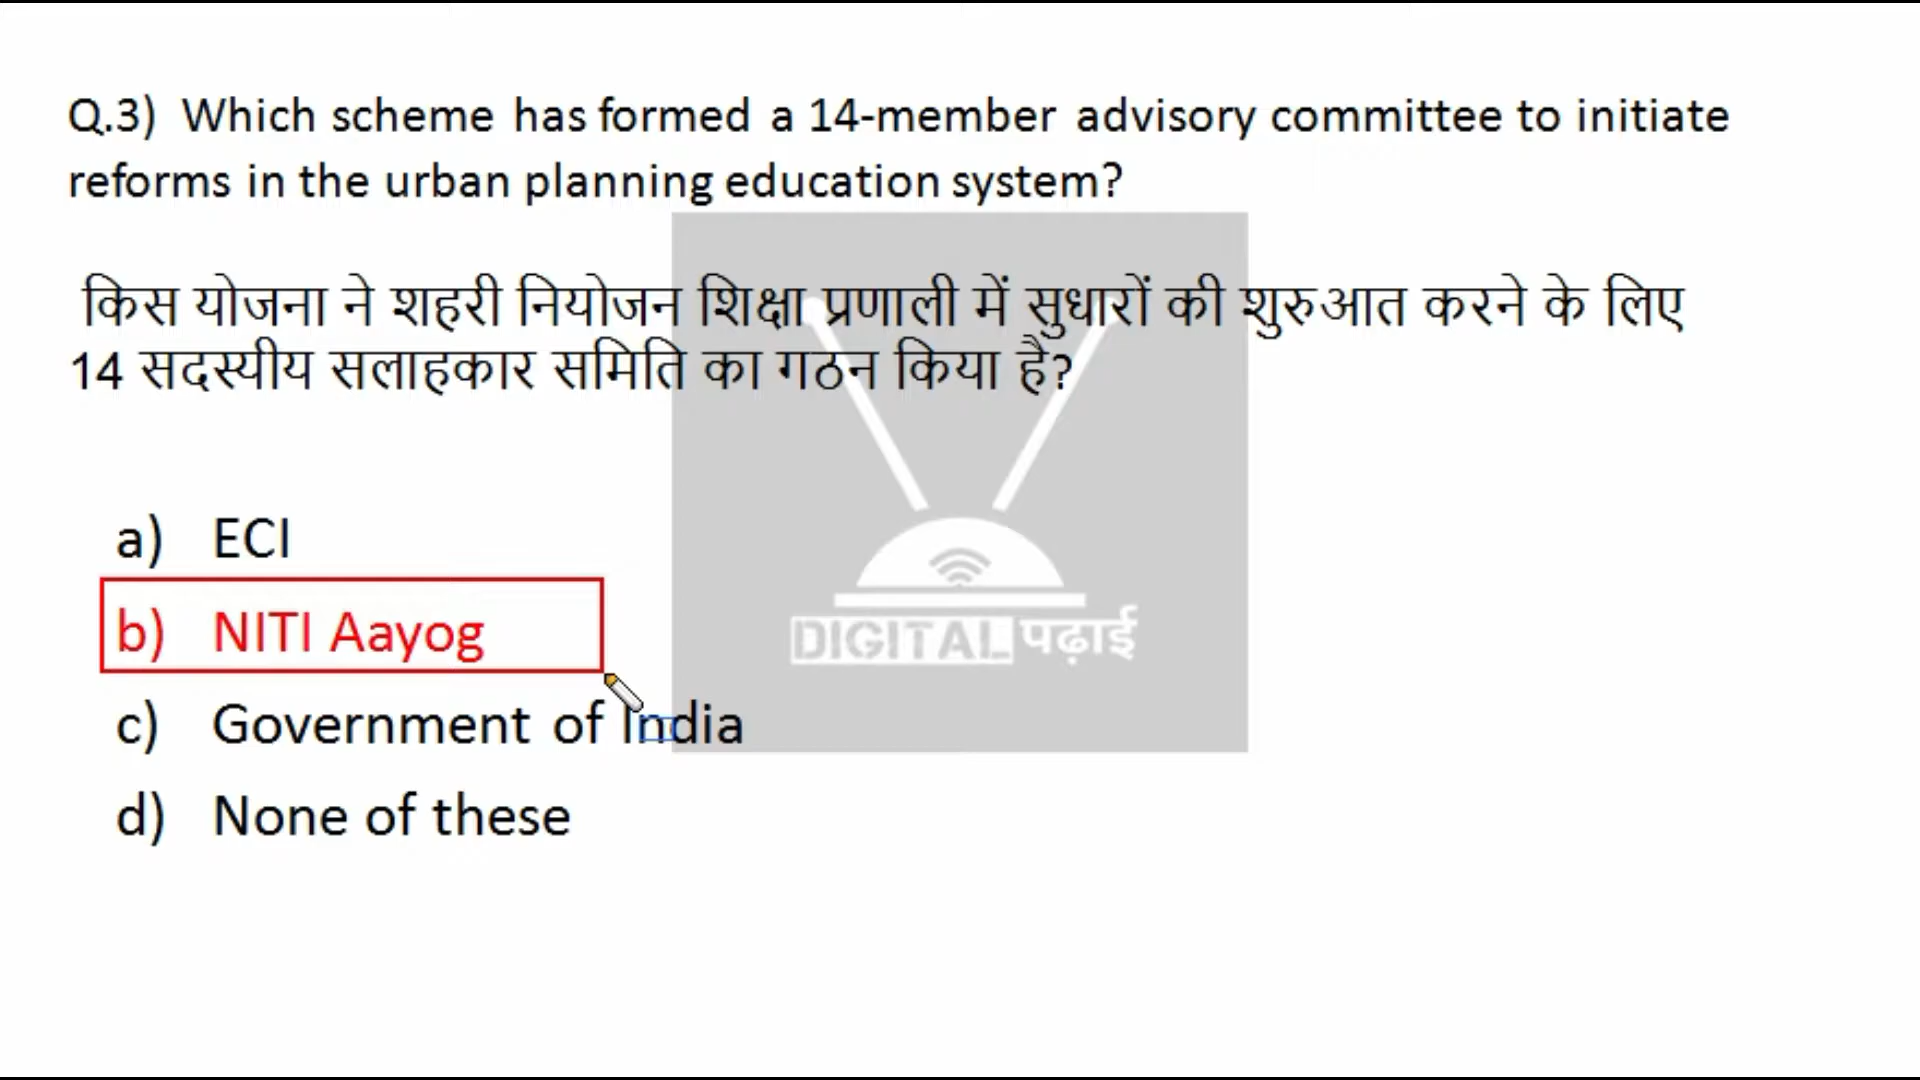 Q.3) Which scheme has formed a 14-member advisory committee to initiate
reforms in the urban planning education system?
किस योजना ने शहरी नियोजन शिक्षा प्रणाली में सुधारों की शुरुआत करने के लिए
14 सदस्यीय सलाहकार समिति का गठन किया है?
a) ECI
b) NITI Aayog
c) Government of India
d) None of these
DIGITAL पढ़ाई